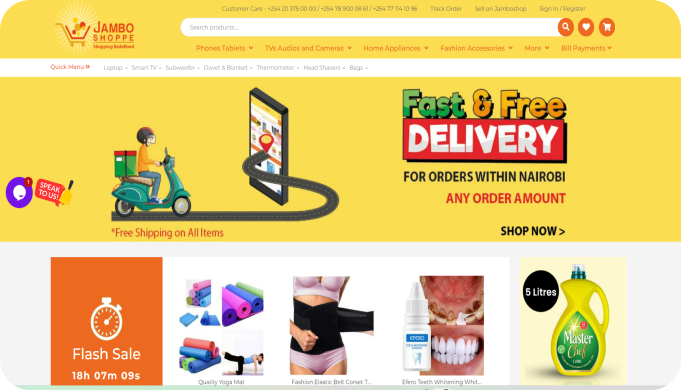 Customer Care - +254 20 375 00 00 / +254 78 900 08 61 / +254 77 114 10 96 Track Order Sell on Jamboshop Sign In / Register
JAMBO
SHOPPE
Shopping Redefined
Search products...
Phones Tablets TVs Audios and Cameras Home Appliances Fashion Accessories More Bill Payments
Quick Menu Laptop Smart TV Subwoofer Duvet & Blanket Thermometer Head Shavers Bags
Fast & Free
DELIVERY
FOR ORDERS WITHIN NAIROBI
ANY ORDER AMOUNT
SPEAK
TO US!
1
*Free Shipping on All Items
SHOP NOW >
Flash Sale
18h 07m 09s
Quality Yoga Mat
Fashion Elastic Belt Corset T...
EFERO
Efero Teeth Whitening Whit...
5 Litres
Master
Chef